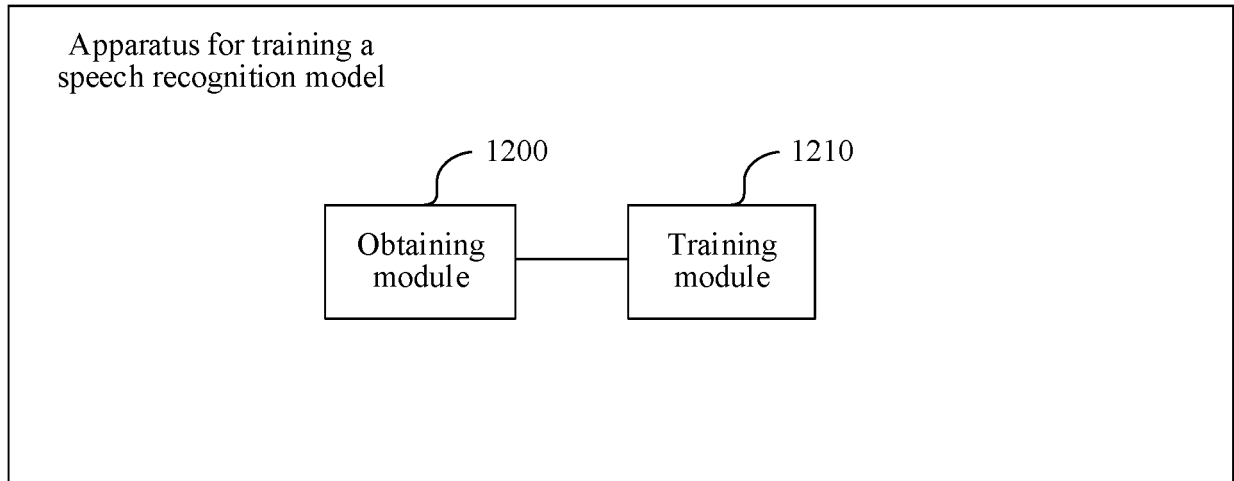 Apparatus for training a
speech recognition model
1200
1210
Obtaining
module
Training
module